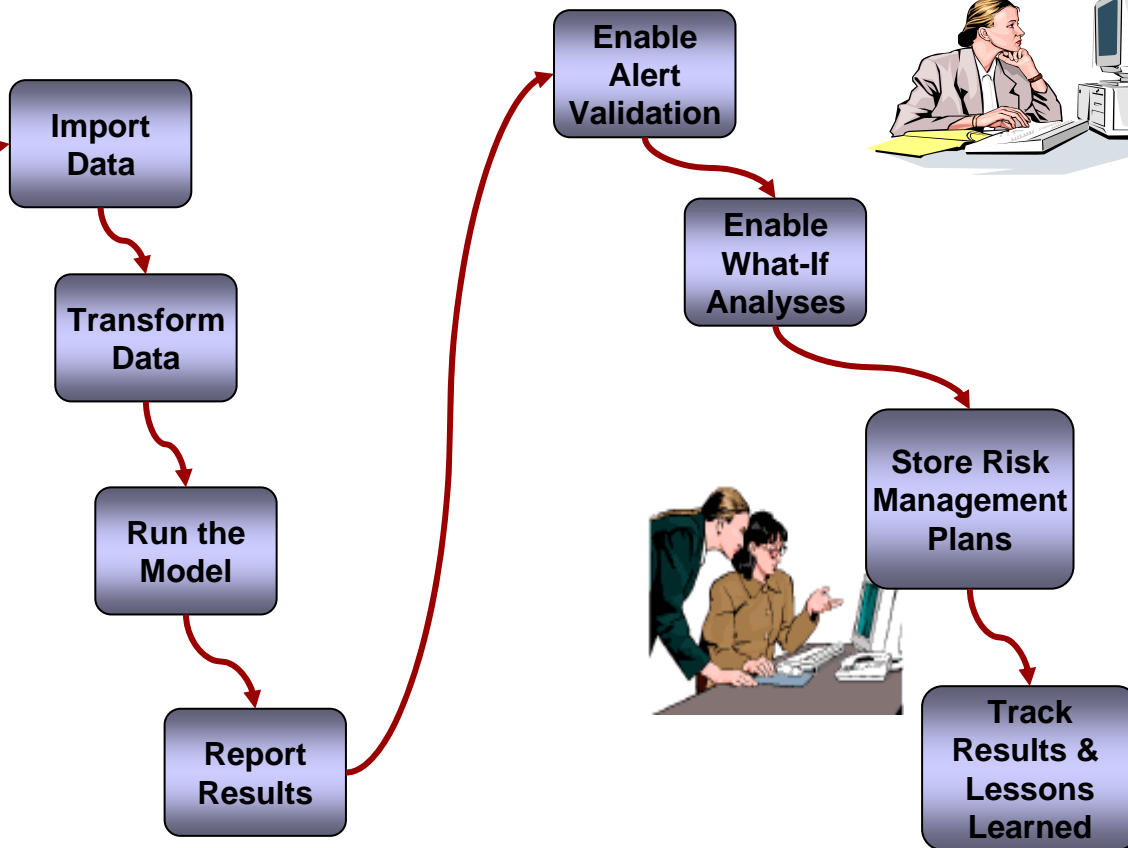 Import
Data
Transform
Data
Run the
Model
Report
Results
Enable
Alert
Validation
Enable
What-If
Analyses
Store Risk
Management
Plans
Track
Results &
Lessons
Learned